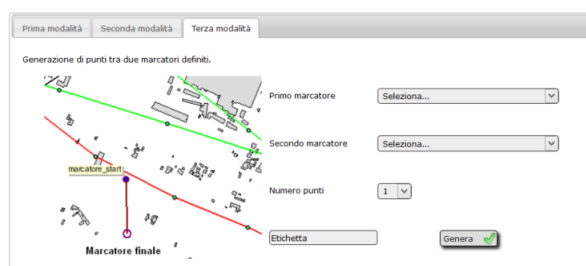 Prima modalità Seconda modalità Terza modalità
Generazione di punti tra due marcatori definiti.
Primo marcatore Seleziona...
Secondo marcatore Seleziona...
marcatore_start
Numero punti 1
Etichetta Genera
Marcatore finale